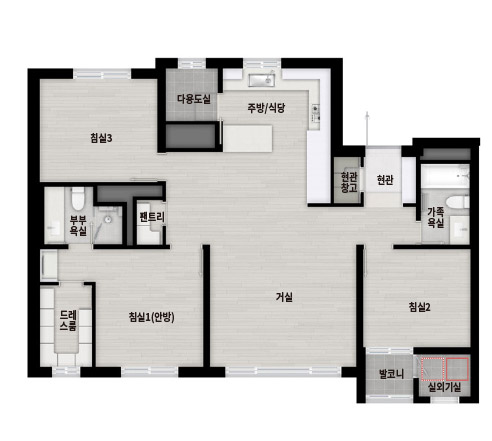 다용도실
주방/식당
침실3
현관
창고
현관
부부
욕실
팬트리
가족
욕실
거실
침실2
드레
스룸
침실1(안방)
발코니
실외기실